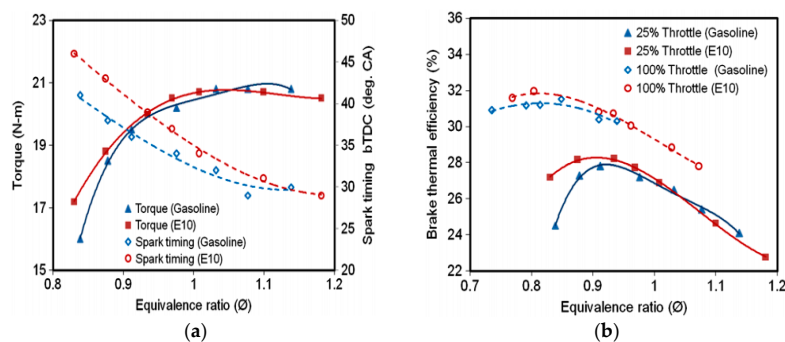 (a)
23
21
19
17
15
Torque (N-m)
50
45
40
35
30
25
20
Spark timing bTDC (deg. CA)
Torque (Gasoline)
Torque (E10)
Spark timing (Gasoline)
Spark timing (E10)
0.8
0.9
1
1.1
1.2
Equivalence ratio (Ø)
(b)
36
34
32
30
28
26
24
22
Brake thermal efficiency (%)
25% Throttle (Gasoline)
25% Throttle (E10)
100% Throttle (Gasoline)
100% Throttle (E10)
0.7
0.8
0.9
1
1.1
1.2
Equivalence ratio (Ø)
(a)
(b)